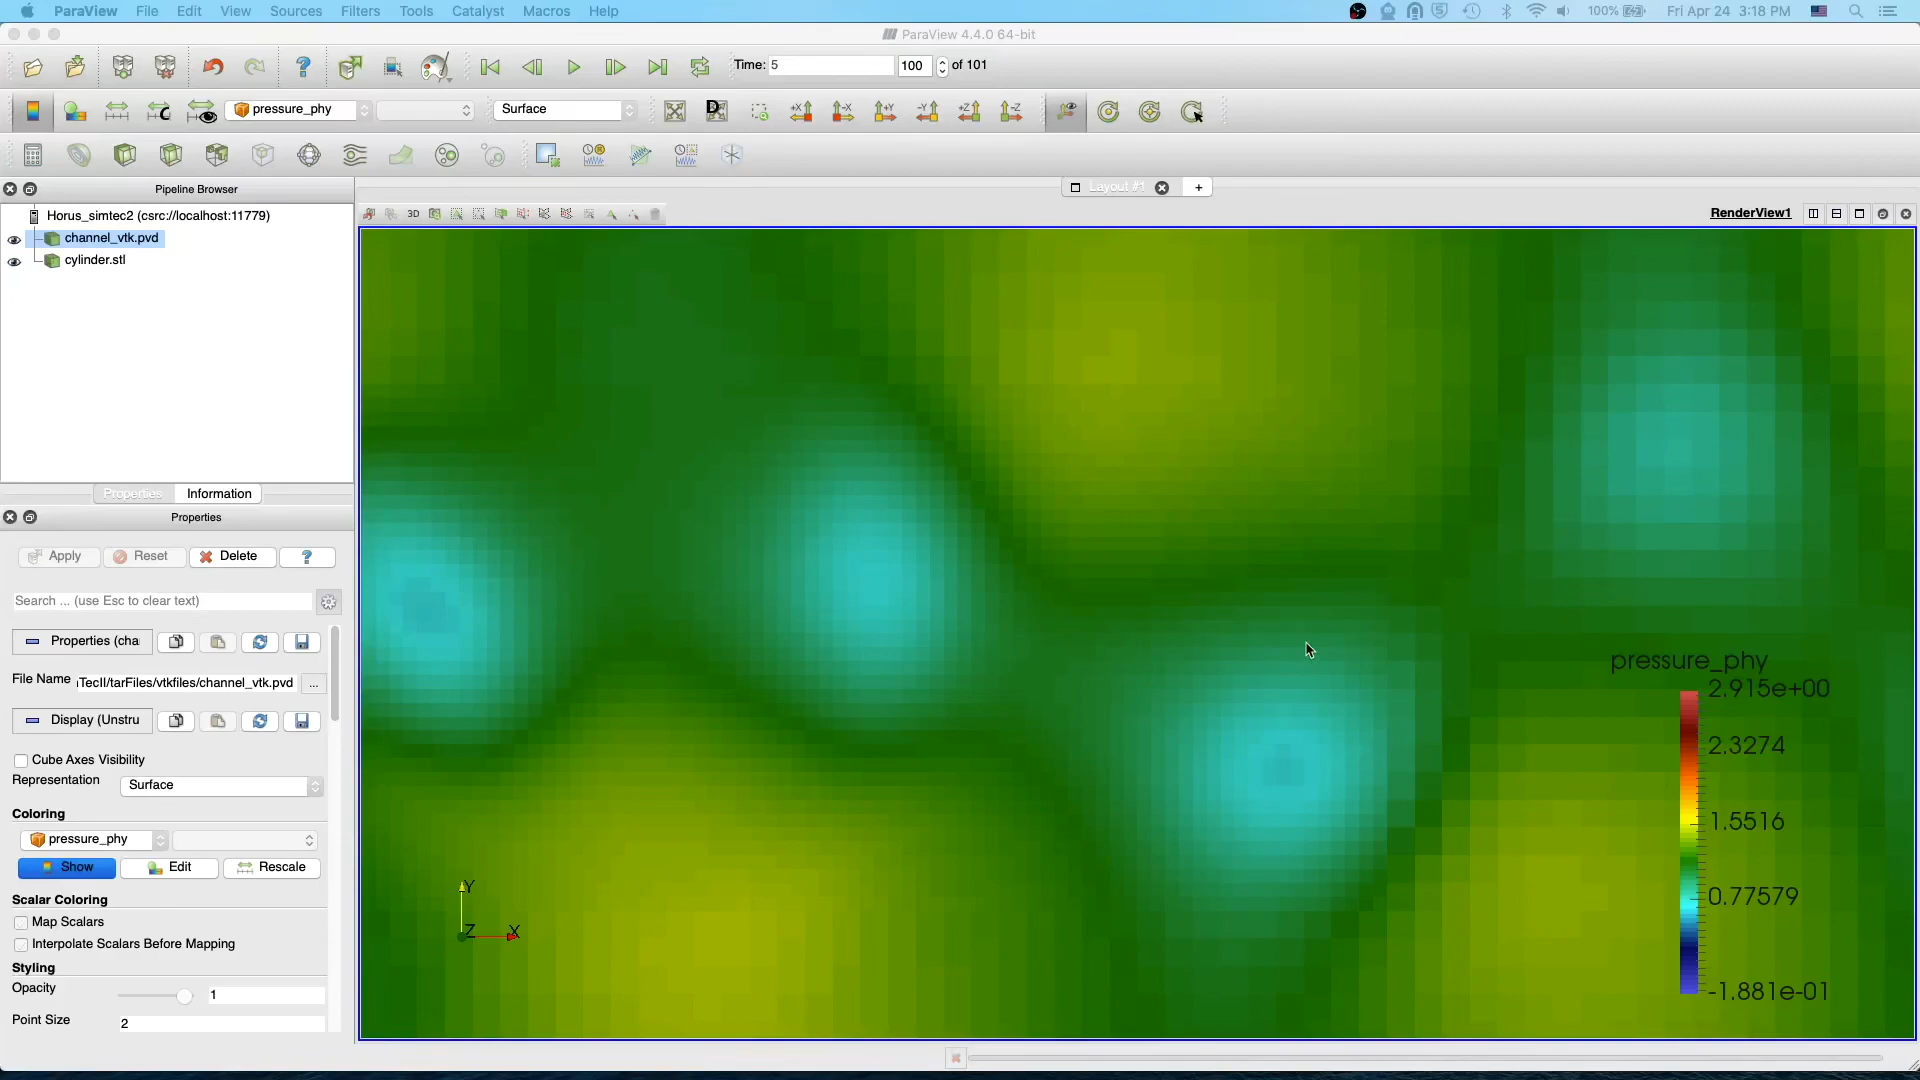 ParaView File Edit View Sources Filters Tools Catalyst Macros Help 100% Fri Apr 24 3:18 PM
ParaView 4.4.0 64-bit
Time: 5 100 of 101
pressure_phy Surface +X -X +Y -Y +Z -Z
Pipeline Browser Layout #1 +
Horus_simtec2 (csrc://localhost:11779) 3D RenderView1
channel_vtk.pvd
cylinder.stl
Properties Information
Properties
Apply Reset Delete ?
Search ... (use Esc to clear text)
Properties (cha
File Name TecII/tarFiles/vtkfiles/channel_vtk.pvd ...
Display (Unstru
Cube Axes Visibility
Representation Surface
Coloring
pressure_phy
Show Edit Rescale
Scalar Coloring
Map Scalars
Interpolate Scalars Before Mapping
Styling
Opacity 1
Point Size 2
Y
Z X
pressure_phy
2.915e+00
2.3274
1.5516
0.77579
-1.881e-01